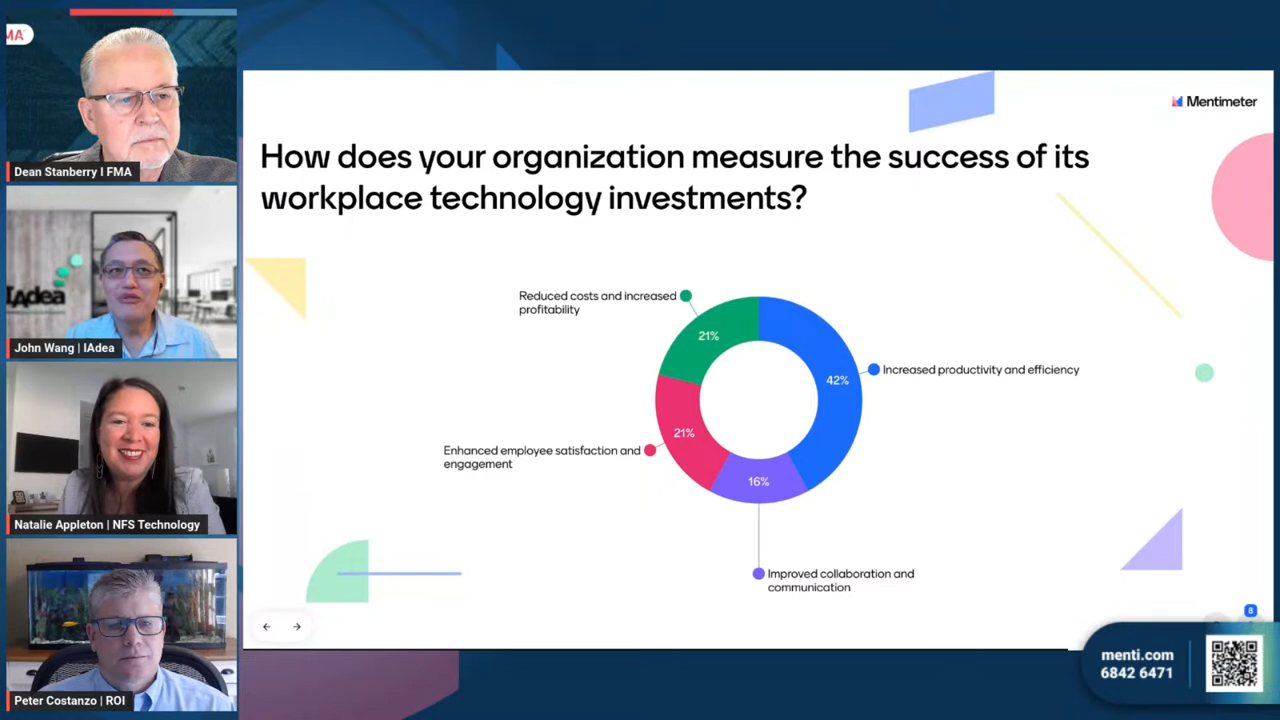 MA
Dean Stanberry I FMA
IAdea
John Wang | IAdea
Natalie Appleton | NFS Technology
Peter Costanzo | ROI
Mentimeter
How does your organization measure the success of its
workplace technology investments?
Reduced costs and increased
profitability
21%
42%
Increased productivity and efficiency
Enhanced employee satisfaction and
engagement
21%
16%
Improved collaboration and
communication
8
menti.com
6842 6471